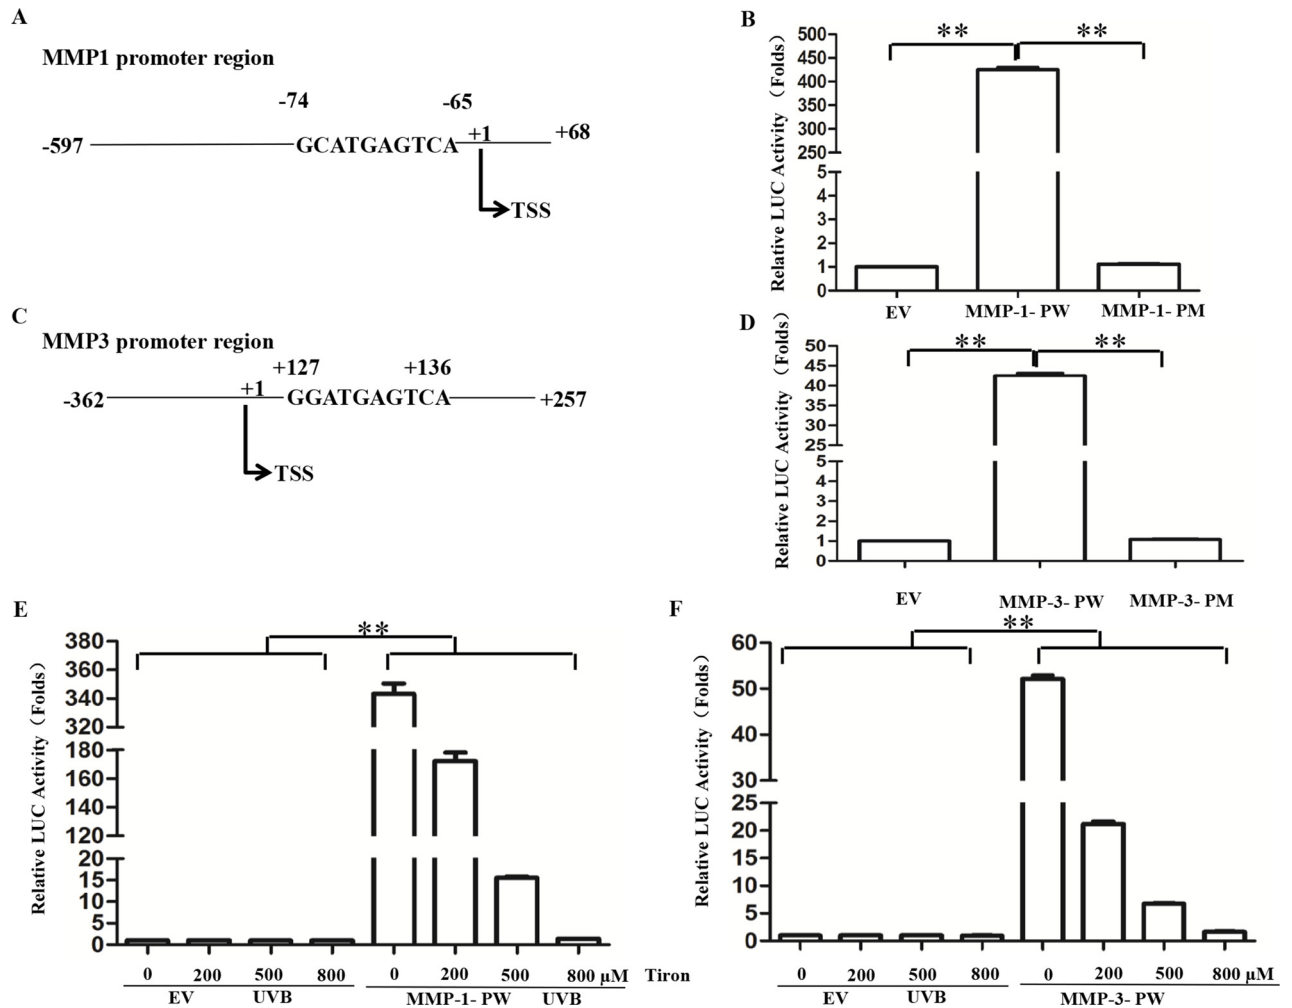 A
MMP1 promoter region
-74 -65
-597 GCATGAGTCA +1 +68
TSS
B
** **
Relative LUC Activity（Folds）
500
450
400
350
300
250
5
4
3
2
1
0
EV MMP-1- PW MMP-1- PM
C
MMP3 promoter region
+127 +136
-362 +1 GGATGAGTCA +257
TSS
D
** **
Relative LUC Activity（Folds）
50
45
40
35
30
25
5
4
3
2
1
0
EV MMP-3- PW MMP-3- PM
E
**
Relative LUC Activity（Folds）
380
360
340
320
180
160
140
120
20
15
10
5
0
0 200 500 800 0 200 500 800 µM Tiron
EV UVB MMP-1- PW UVB
F
**
Relative LUC Activity（Folds）
60
50
40
30
25
20
15
10
5
0
0 200 500 800 0 200 500 800 µM
EV UVB MMP-3- PW